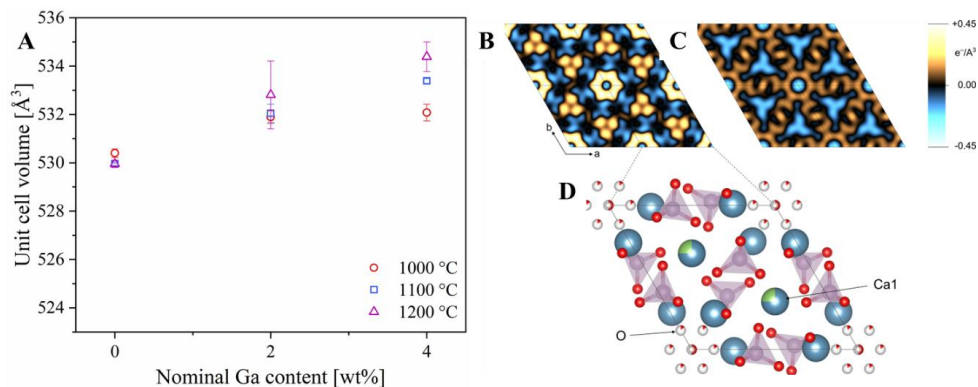 A
Unit cell volume [Å³]
536
534
532
530
528
526
524
0
2
4
Nominal Ga content [wt%]
1000 °C
1100 °C
1200 °C
B
b
a
C
+0.45
e⁻/Å³
0.00
-0.45
D
Ca1
O